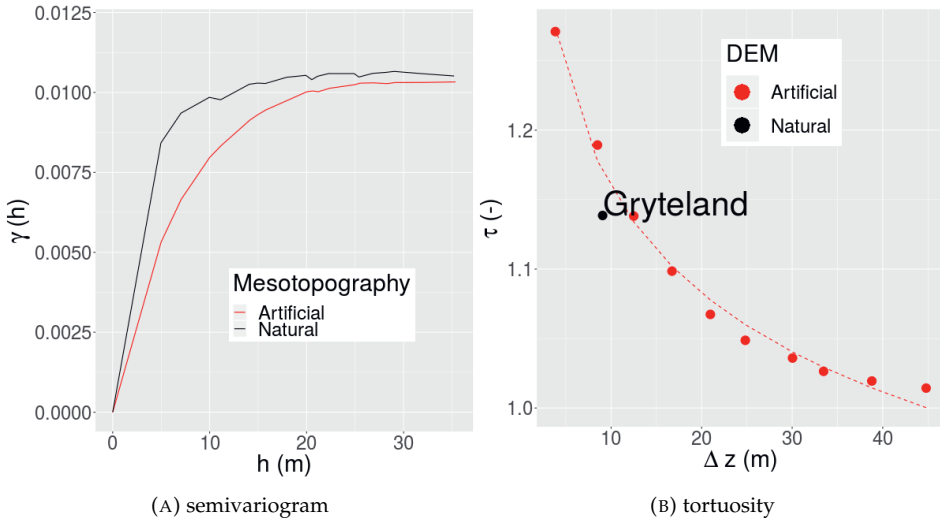 0.0125
0.0100
0.0075
0.0050
0.0025
0.0000
γ (h)
Mesotopography
Artificial
Natural
0 10 20 30
h (m)
(A) semivariogram
1.2
1.1
1.0
τ (-)
DEM
Artificial
Natural
Gryteland
10 20 30 40
Δ z (m)
(B) tortuosity